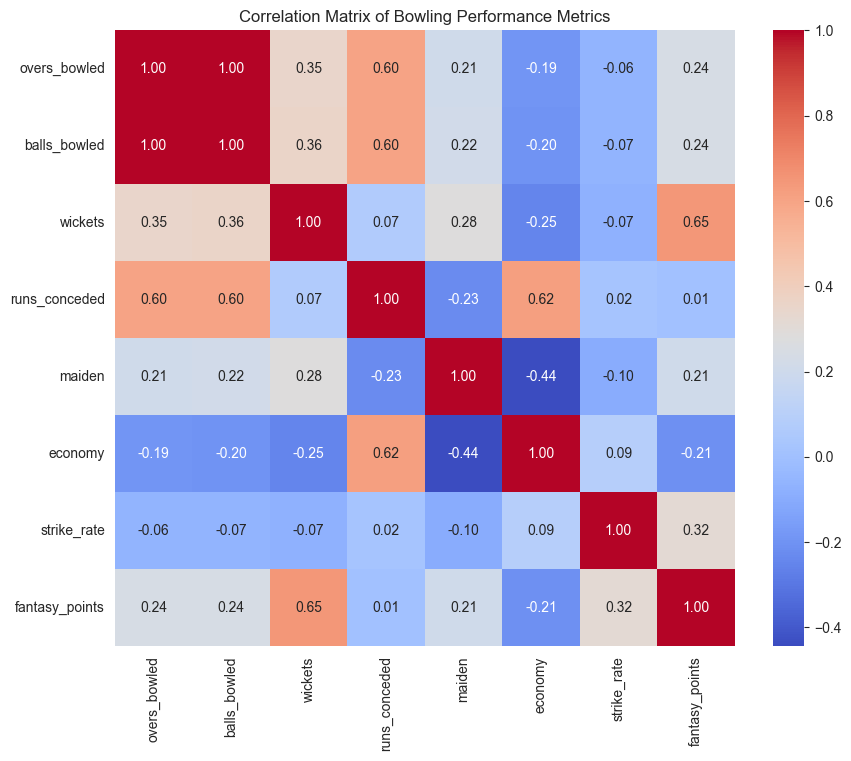 Correlation Matrix of Bowling Performance Metrics
overs_bowled 1.00 1.00 0.35 0.60 0.21 -0.19 -0.06 0.24
balls_bowled 1.00 1.00 0.36 0.60 0.22 -0.20 -0.07 0.24
wickets 0.35 0.36 1.00 0.07 0.28 -0.25 -0.07 0.65
runs_conceded 0.60 0.60 0.07 1.00 -0.23 0.62 0.02 0.01
maiden 0.21 0.22 0.28 -0.23 1.00 -0.44 -0.10 0.21
economy -0.19 -0.20 -0.25 0.62 -0.44 1.00 0.09 -0.21
strike_rate -0.06 -0.07 -0.07 0.02 -0.10 0.09 1.00 0.32
fantasy_points 0.24 0.24 0.65 0.01 0.21 -0.21 0.32 1.00
overs_bowled
balls_bowled
wickets
runs_conceded
maiden
economy
strike_rate
fantasy_points
1.0
0.8
0.6
0.4
0.2
0.0
−0.2
−0.4